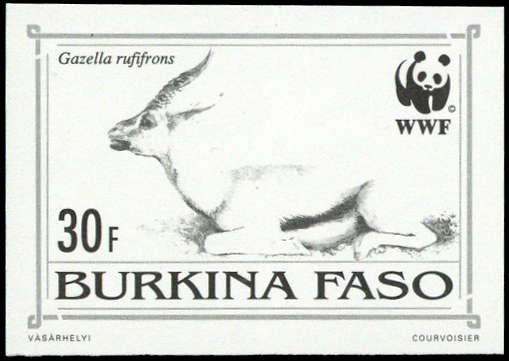 Gazella rufifrons
©
WWF
30F
BURKINA FASO
VÁSÁRHELYI
COURVOISIER